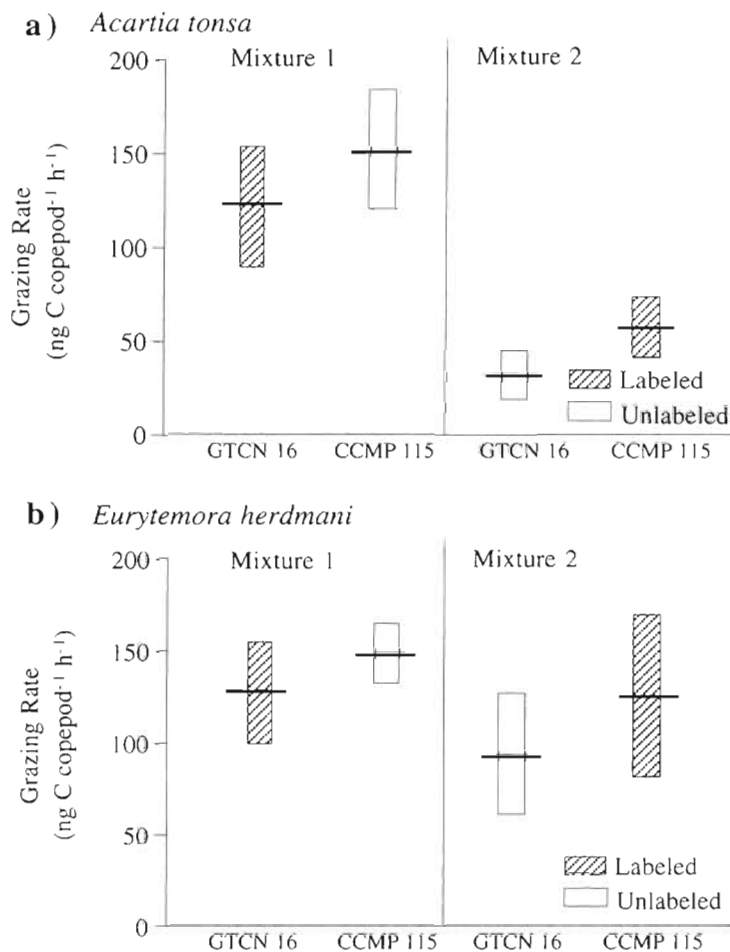 a) Acartia tonsa
Mixture 1 Mixture 2
200
150
100
50
0
Grazing Rate
(ng C copepod⁻¹ h⁻¹)
Labeled
Unlabeled
GTCN 16 CCMP 115 GTCN 16 CCMP 115
b) Eurytemora herdmani
Mixture 1 Mixture 2
200
150
100
50
0
Grazing Rate
(ng C copepod⁻¹ h⁻¹)
Labeled
Unlabeled
GTCN 16 CCMP 115 GTCN 16 CCMP 115